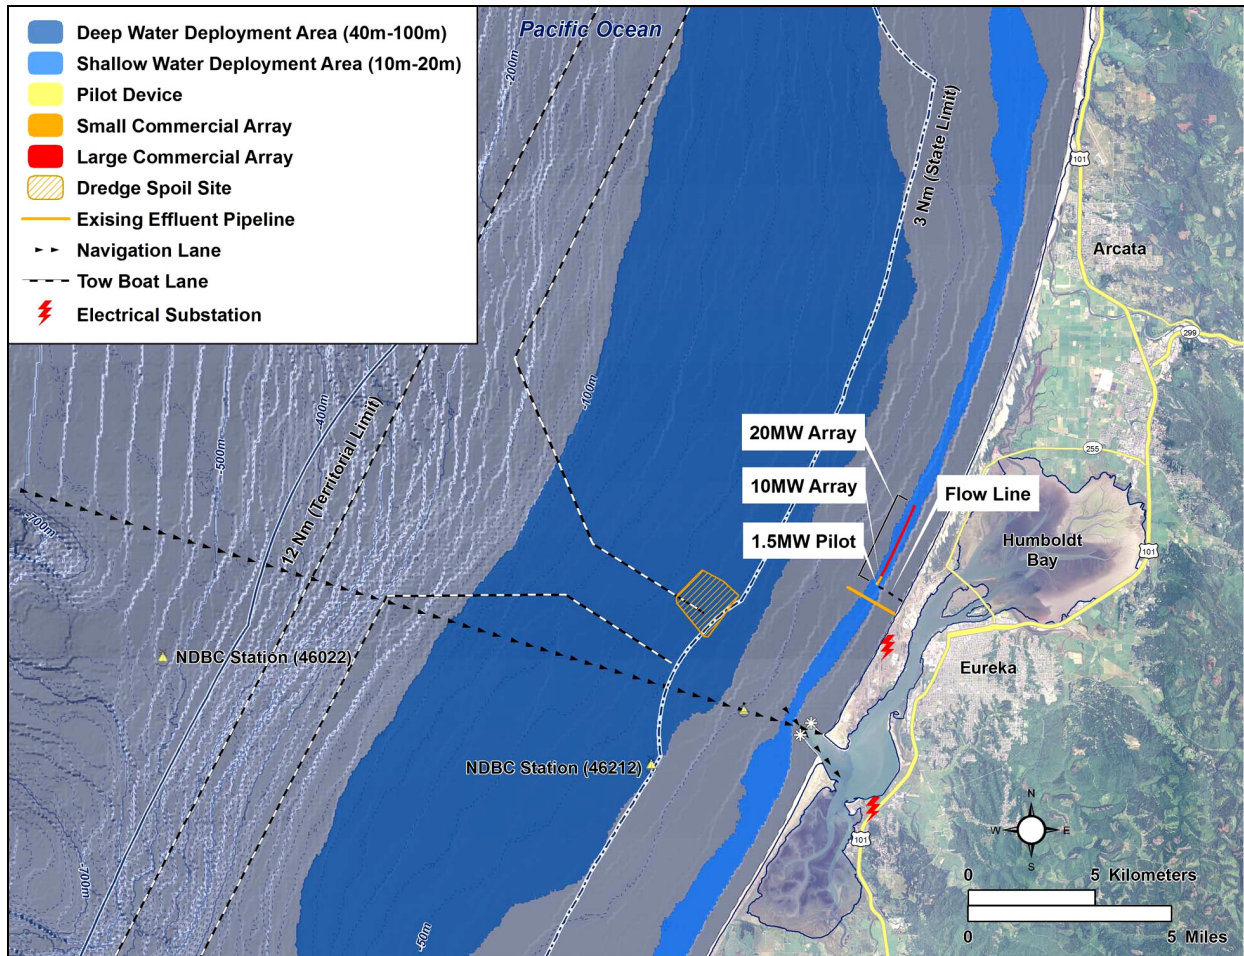 Deep Water Deployment Area (40m-100m)
Shallow Water Deployment Area (10m-20m)
Pilot Device
Small Commercial Array
Large Commercial Array
Dredge Spoil Site
Exising Effluent Pipeline
Navigation Lane
Tow Boat Lane
Electrical Substation
Pacific Ocean
-200m
3 Nm (State Limit)
101
Arcata
299
-100m
-400m
12 Nm (Territorial Limit)
-500m
20MW Array
255
10MW Array
Flow Line
-700m
1.5MW Pilot
Humboldt
Bay
101
NDBC Station (46022)
Eureka
NDBC Station (46212)
N
W
E
S
101
-700m
-50m
0
5 Kilometers
0
5 Miles